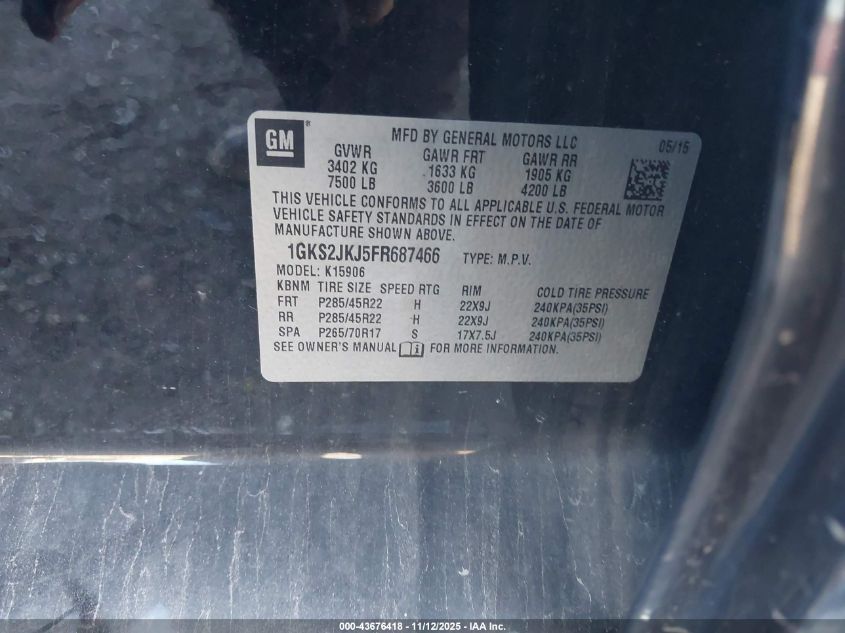 GM®
MFD BY GENERAL MOTORS LLC 05/15
GVWR GAWR FRT GAWR RR
3402 KG 1633 KG 1905 KG
7500 LB 3600 LB 4200 LB
THIS VEHICLE CONFORMS TO ALL APPLICABLE U.S. FEDERAL MOTOR
VEHICLE SAFETY STANDARDS IN EFFECT ON THE DATE OF
MANUFACTURE SHOWN ABOVE.
1GKS2JKJ5FR687466 TYPE: M.P.V.
MODEL: K15906
KBNM TIRE SIZE SPEED RTG RIM COLD TIRE PRESSURE
FRT P285/45R22 H 22X9J 240KPA(35PSI)
RR P285/45R22 H 22X9J 240KPA(35PSI)
SPA P265/70R17 S 17X7.5J 240KPA(35PSI)
SEE OWNER'S MANUAL FOR MORE INFORMATION.
000-43676418 - 11/12/2025 - IAA Inc.